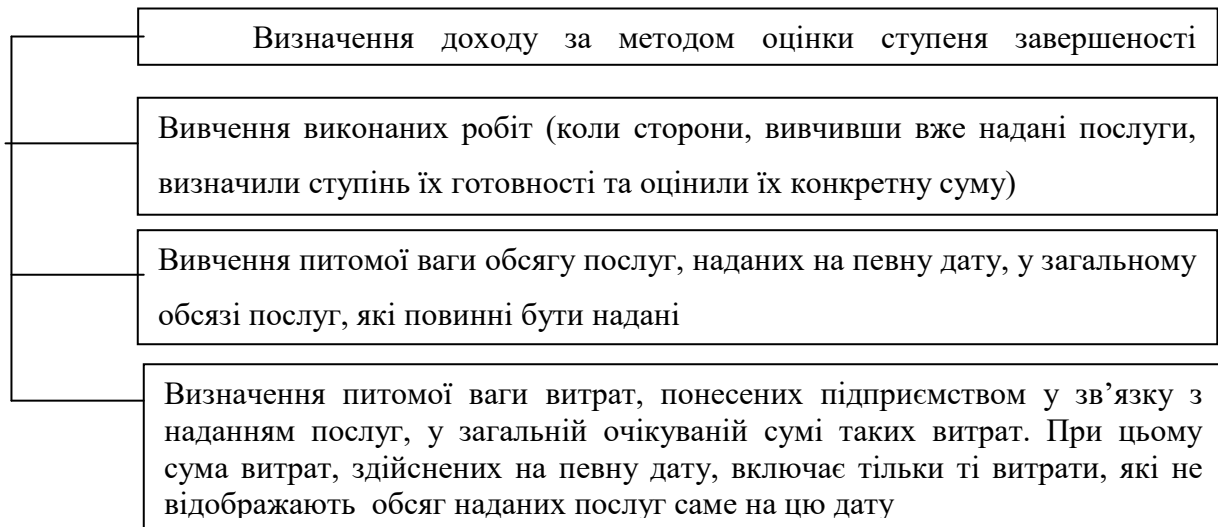 Визначення доходу за методом оцінки ступеня завершеності
Вивчення виконаних робіт (коли сторони, вивчивши вже надані послуги,
визначили ступінь їх готовності та оцінили їх конкретну суму)
Вивчення питомої ваги обсягу послуг, наданих на певну дату, у загальному
обсязі послуг, які повинні бути надані
Визначення питомої ваги витрат, понесених підприємством у зв’язку з
наданням послуг, у загальній очікуваній сумі таких витрат. При цьому
сума витрат, здійснених на певну дату, включає тільки ті витрати, які не
відображають обсяг наданих послуг саме на цю дату